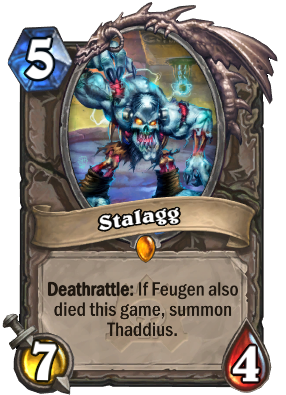 5
Stalagg
Deathrattle: If Feugen also
died this game, summon
Thaddius.
7
4